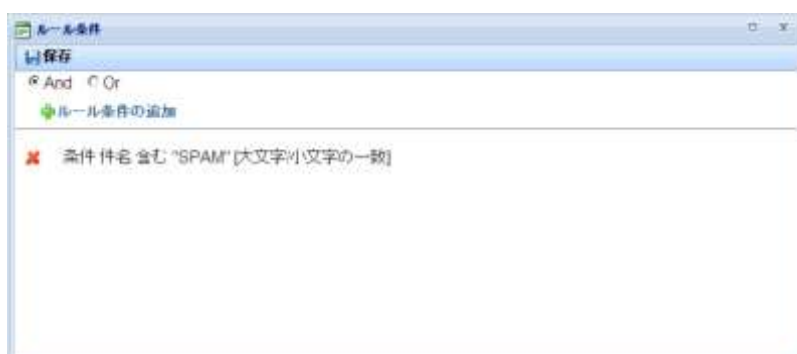 ルール条件
保存
And Or
ルール条件の追加
条件 件名 含む "SPAM" [大文字小文字の一致]